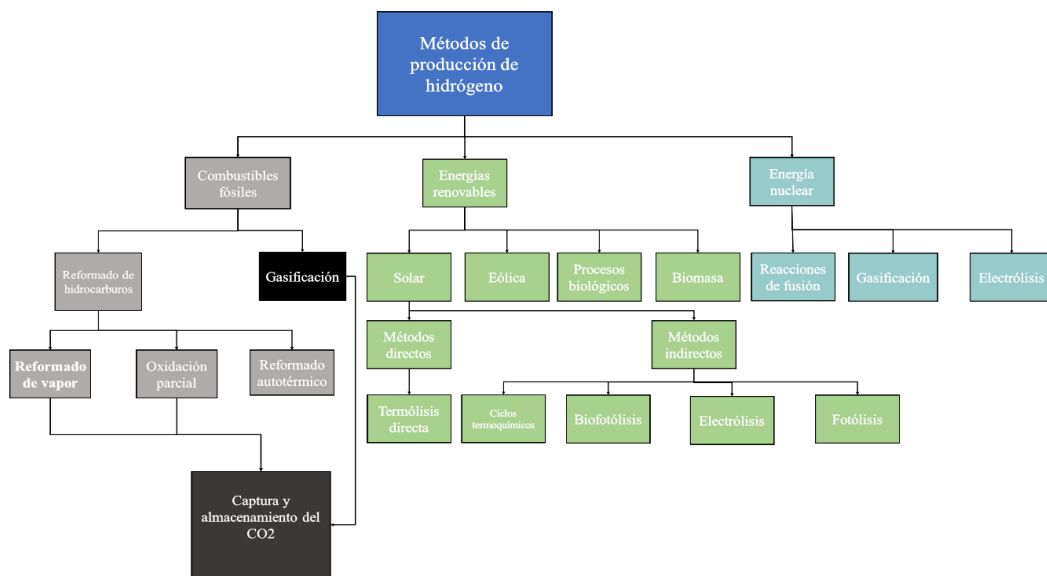 Métodos de
producción de
hidrógeno
Combustibles
fósiles
Energías
renovables
Energía
nuclear
Reformado de
hidrocarburos
Gasificación
Solar
Eólica
Procesos
biológicos
Biomasa
Reacciones
de fusión
Gasificación
Electrólisis
Reformado
de vapor
Oxidación
parcial
Reformado
autotérmico
Métodos
directos
Métodos
indirectos
Termólisis
directa
Ciclos
termoquímicos
Biofotólisis
Electrólisis
Fotólisis
Captura y
almacenamiento del
CO2